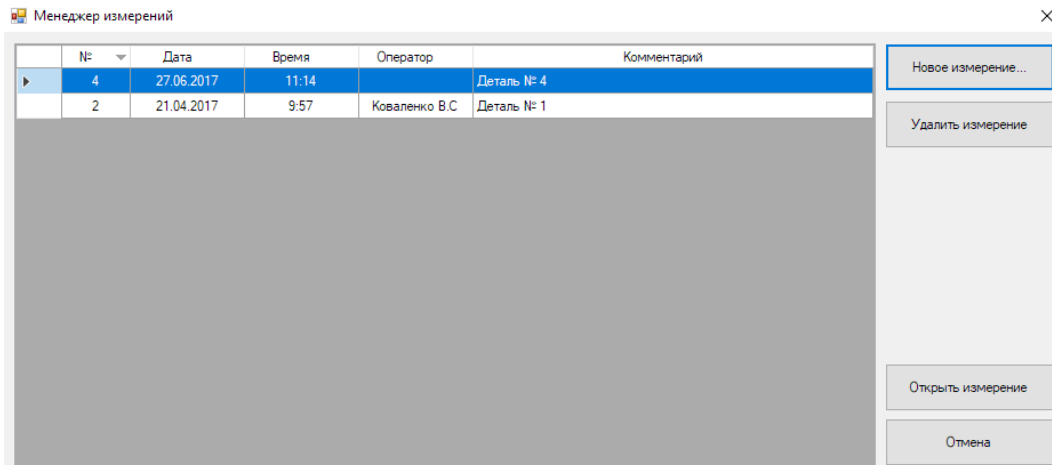 Менеджер измерений
№ Дата Время Оператор Комментарий
4 27.06.2017 11:14 Деталь № 4
2 21.04.2017 9:57 Коваленко В.С Деталь № 1
Новое измерение...
Удалить измерение
Открыть измерение
Отмена